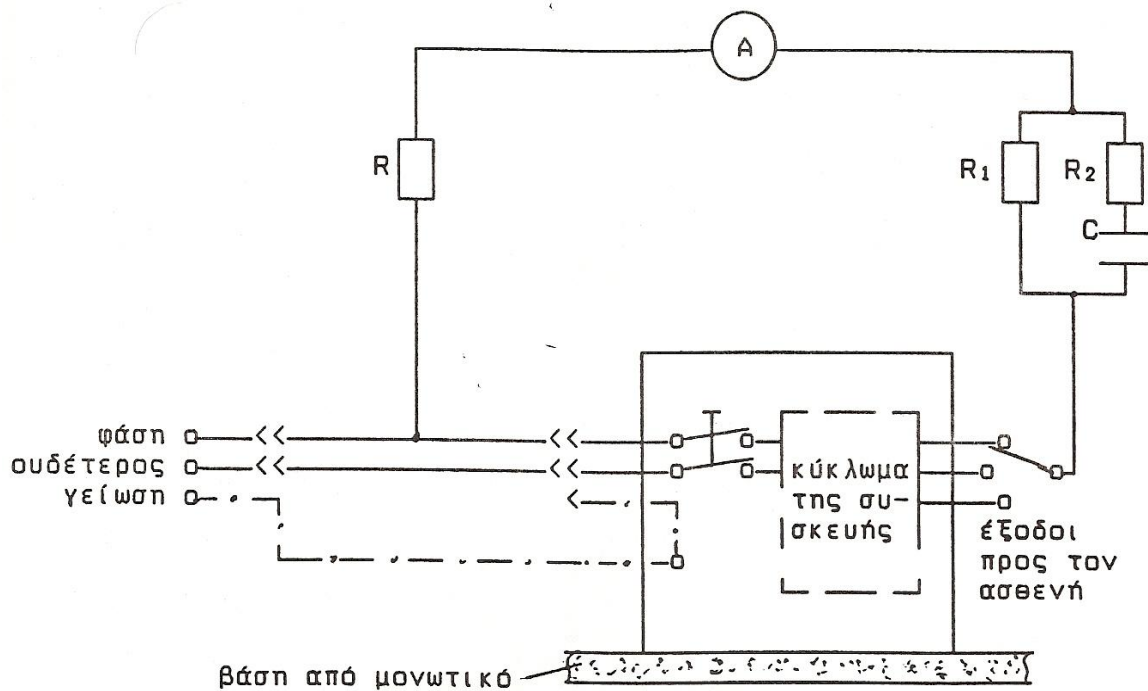 A
R
R1
R2
C
φάση
ουδέτερος
γείωση
κύκλωμα
της συ-
σκευής
έξοδοι
προς τον
ασθενή
βάση από μονωτικό